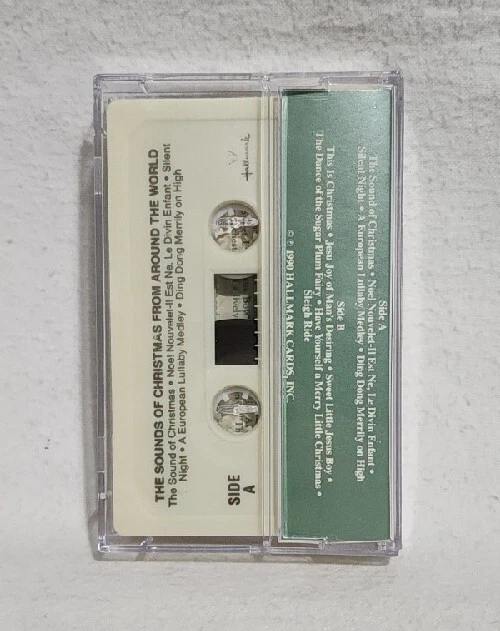 THE SOUNDS OF CHRISTMAS FROM AROUND THE WORLD
The Sound of Christmas • Noel Nouvelet-Il Est Ne, Le Divin Enfant • Silent
Night • A European Lullaby Medley • Ding Dong Merrily on High
SIDE
A
Hallmark
Side A
The Sound of Christmas • Noel Nouvelet-Il Est Ne, Le Divin Enfant •
Silent Night • A European Lullaby Medley • Ding Dong Merrily on High
Side B
This Is Christmas • Jesu Joy of Man's Desiring • Sweet Little Jesus Boy •
The Dance of the Sugar Plum Fairy • Have Yourself a Merry Little Christmas •
Sleigh Ride
© ℗ 1990 HALLMARK CARDS, INC.